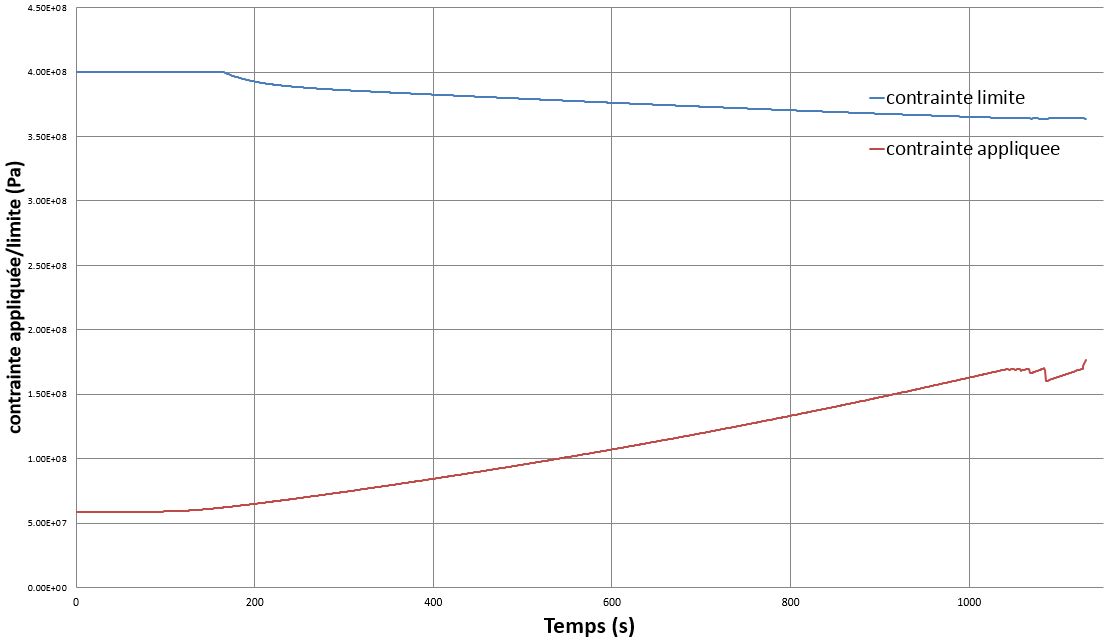 4.50E+08
4.00E+08
3.50E+08
3.00E+08
2.50E+08
2.00E+08
1.50E+08
1.00E+08
5.00E+07
0.00E+00
contrainte appliquée/limite (Pa)
contrainte limite
contrainte appliquee
0 200 400 600 800 1000
Temps (s)